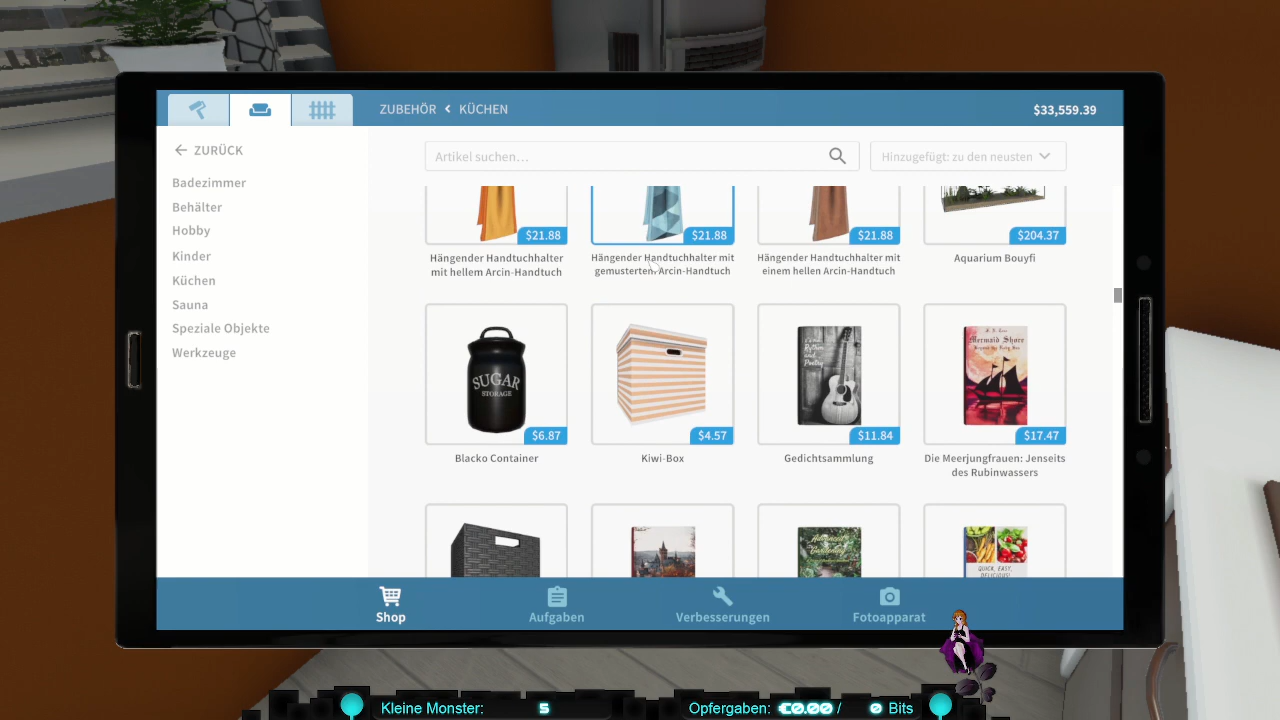 ZUBEHÖR < KÜCHEN
$33,559.39
ZURÜCK
Badezimmer
Behälter
Hobby
Kinder
Küchen
Sauna
Speziale Objekte
Werkzeuge
Artikel suchen...
Hinzugefügt: zu den neusten
$21.88
$21.88
$21.88
$204.37
Hängender Handtuchhalter
mit hellem Arcin-Handtuch
Hängender Handtuchhalter mit
gemustertem Arcin-Handtuch
Hängender Handtuchhalter mit
einem hellen Arcin-Handtuch
Aquarium Bouyfi
SUGAR
STORAGE
Mermaid Shore
$6.87
$4.57
$11.84
$17.47
Blacko Container
Kiwi-Box
Gedichtsammlung
Die Meerjungfrauen: Jenseits
des Rubinwassers
Advanced
Gardening
QUICK, EASY,
DELICIOUS!
Shop
Aufgaben
Verbesserungen
Fotoapparat
Kleine Monster: 5
Opfergaben: €0.00 / 0 Bits